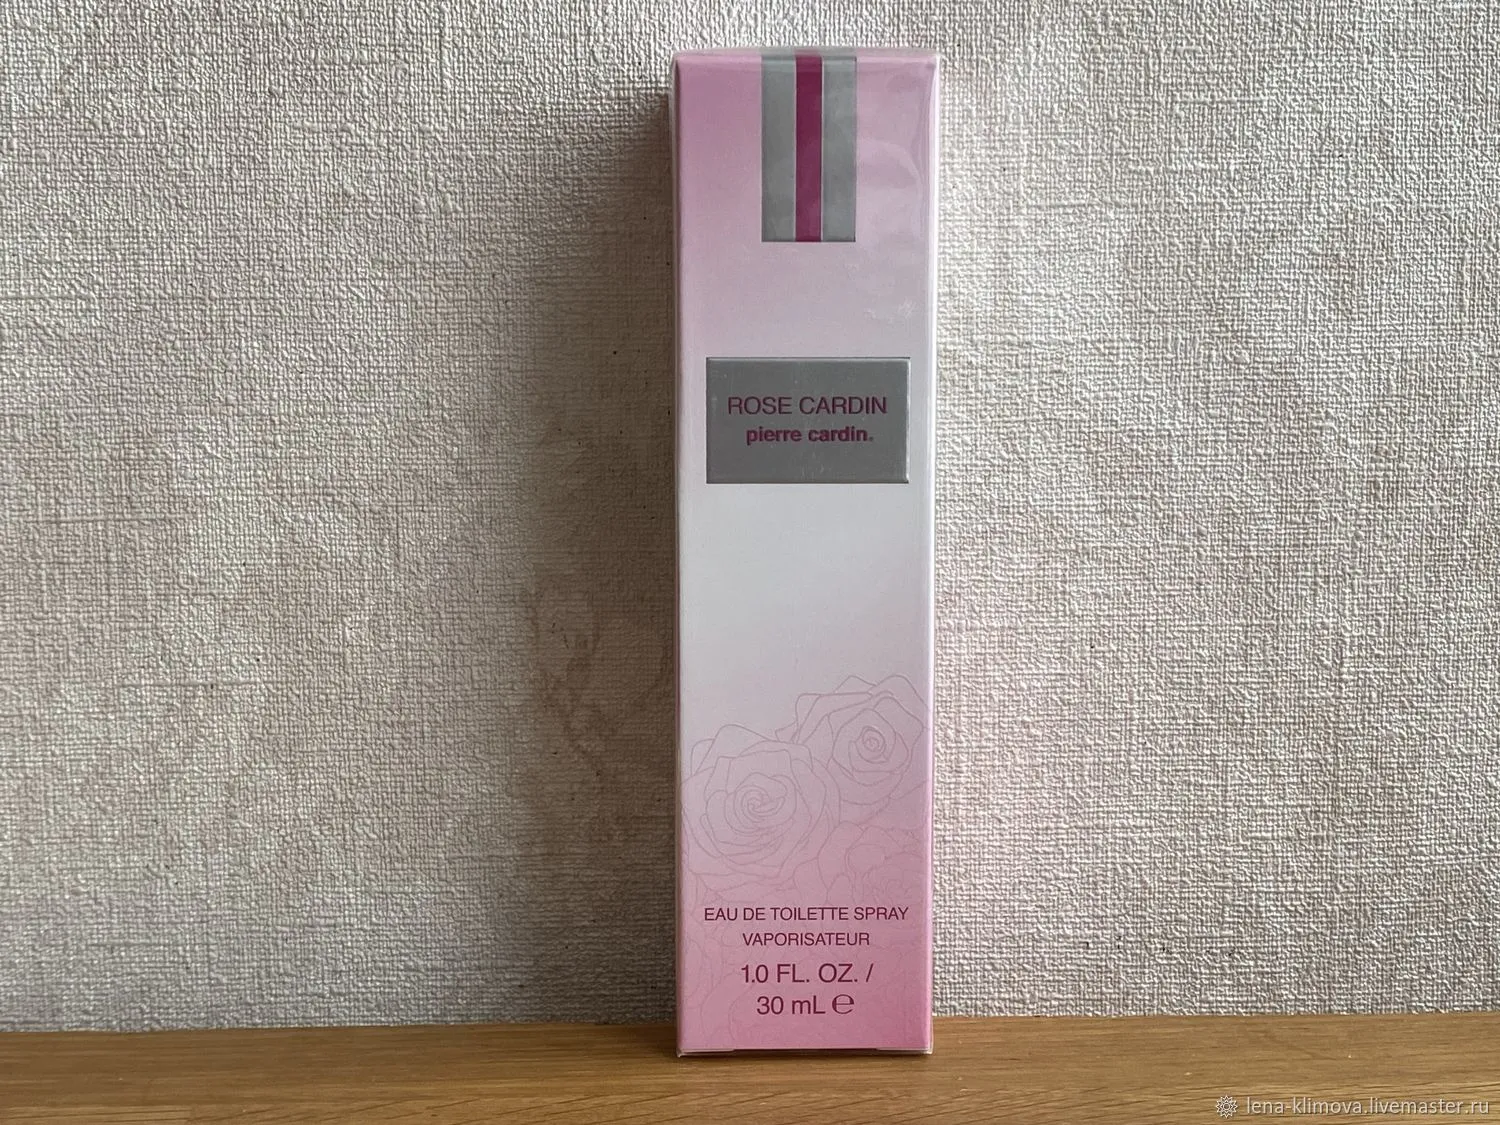 ROSE CARDIN
pierre cardin.
EAU DE TOILETTE SPRAY
VAPORISATEUR
1.0 FL. OZ. /
30 mL ℮
lena-klimova.livemaster.ru